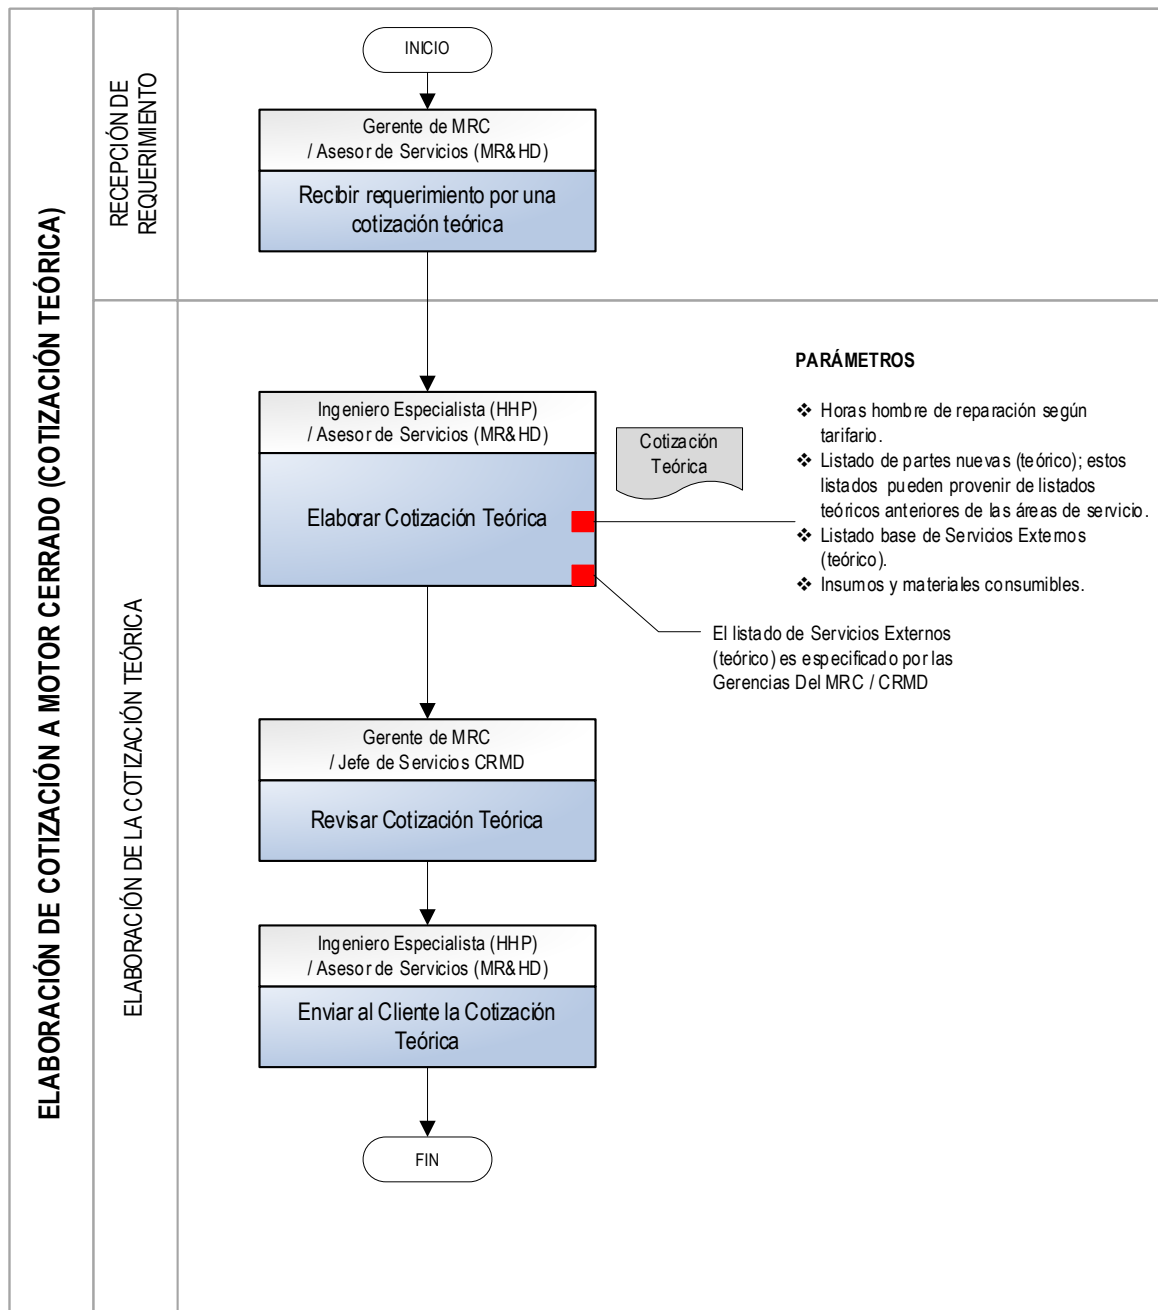 ELABORACIÓN DE COTIZACIÓN A MOTOR CERRADO (COTIZACIÓN TEÓRICA)
RECEPCIÓN DE
REQUERIMIENTO
INICIO
Gerente de MRC
/ Asesor de Servicios (MR&HD)
Recibir requerimiento por una
cotización teórica
ELABORACIÓN DE LA COTIZACIÓN TEÓRICA
Ingeniero Especialista (HHP)
/ Asesor de Servicios (MR&HD)
Elaborar Cotización Teórica
Cotización
Teórica
PARÁMETROS
❖ Horas hombre de reparación según
tarifario.
❖ Listado de partes nuevas (teórico); estos
listados pueden provenir de listados
teóricos anteriores de las áreas de servicio.
❖ Listado base de Servicios Externos
(teórico).
❖ Insumos y materiales consumibles.
El listado de Servicios Externos
(teórico) es especificado por las
Gerencias Del MRC / CRMD
Gerente de MRC
/ Jefe de Servicios CRMD
Revisar Cotización Teórica
Ingeniero Especialista (HHP)
/ Asesor de Servicios (MR&HD)
Enviar al Cliente la Cotización
Teórica
FIN